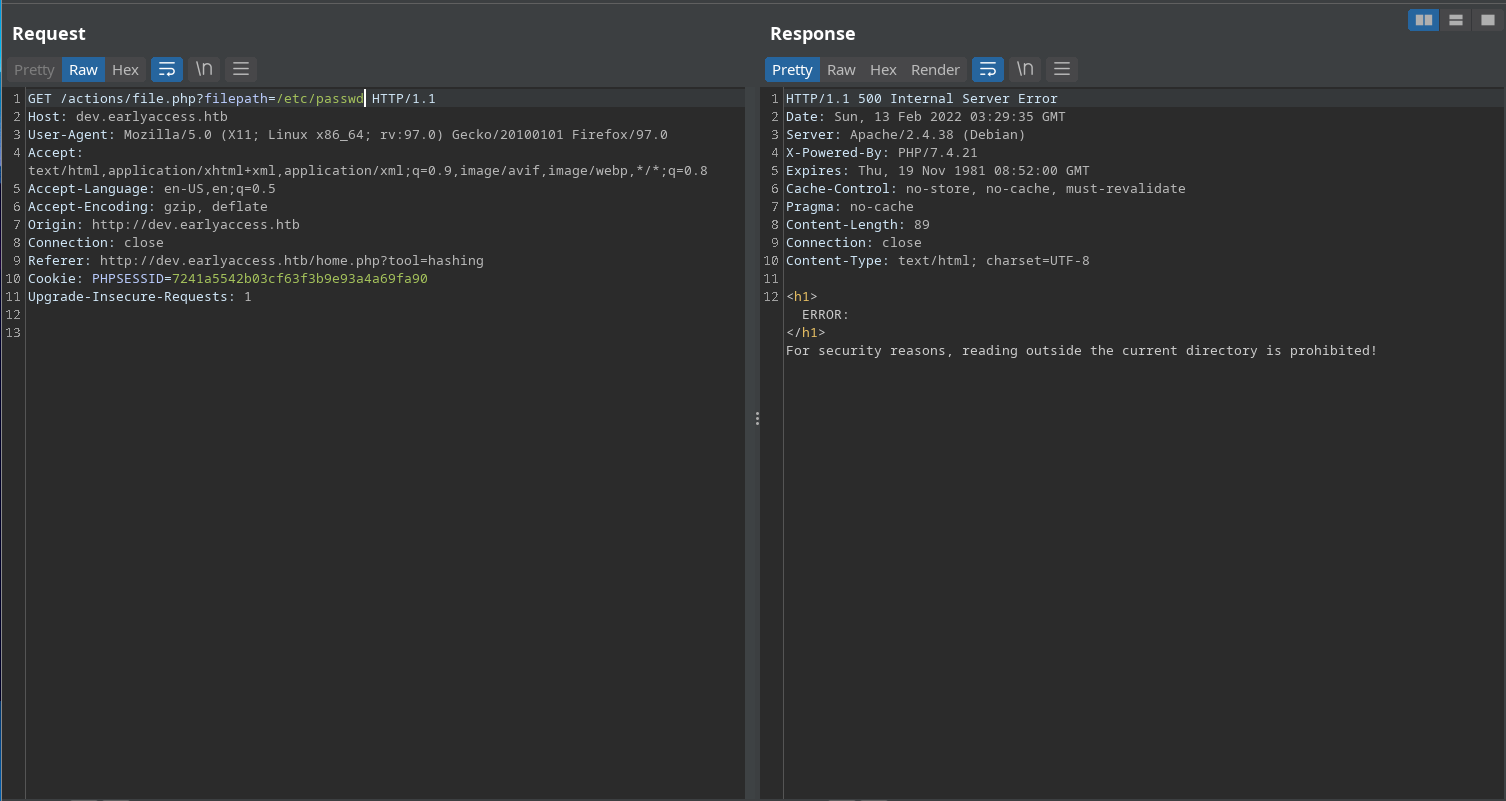 Request
Pretty Raw Hex \n
1 GET /actions/file.php?filepath=/etc/passwd HTTP/1.1
2 Host: dev.earlyaccess.htb
3 User-Agent: Mozilla/5.0 (X11; Linux x86_64; rv:97.0) Gecko/20100101 Firefox/97.0
4 Accept:
text/html,application/xhtml+xml,application/xml;q=0.9,image/avif,image/webp,*/*;q=0.8
5 Accept-Language: en-US,en;q=0.5
6 Accept-Encoding: gzip, deflate
7 Origin: http://dev.earlyaccess.htb
8 Connection: close
9 Referer: http://dev.earlyaccess.htb/home.php?tool=hashing
10 Cookie: PHPSESSID=7241a5542b03cf63f3b9e93a4a69fa90
11 Upgrade-Insecure-Requests: 1
12
13
Response
Pretty Raw Hex Render \n
1 HTTP/1.1 500 Internal Server Error
2 Date: Sun, 13 Feb 2022 03:29:35 GMT
3 Server: Apache/2.4.38 (Debian)
4 X-Powered-By: PHP/7.4.21
5 Expires: Thu, 19 Nov 1981 08:52:00 GMT
6 Cache-Control: no-store, no-cache, must-revalidate
7 Pragma: no-cache
8 Content-Length: 89
9 Connection: close
10 Content-Type: text/html; charset=UTF-8
11
12 <h1>
ERROR:
</h1>
For security reasons, reading outside the current directory is prohibited!